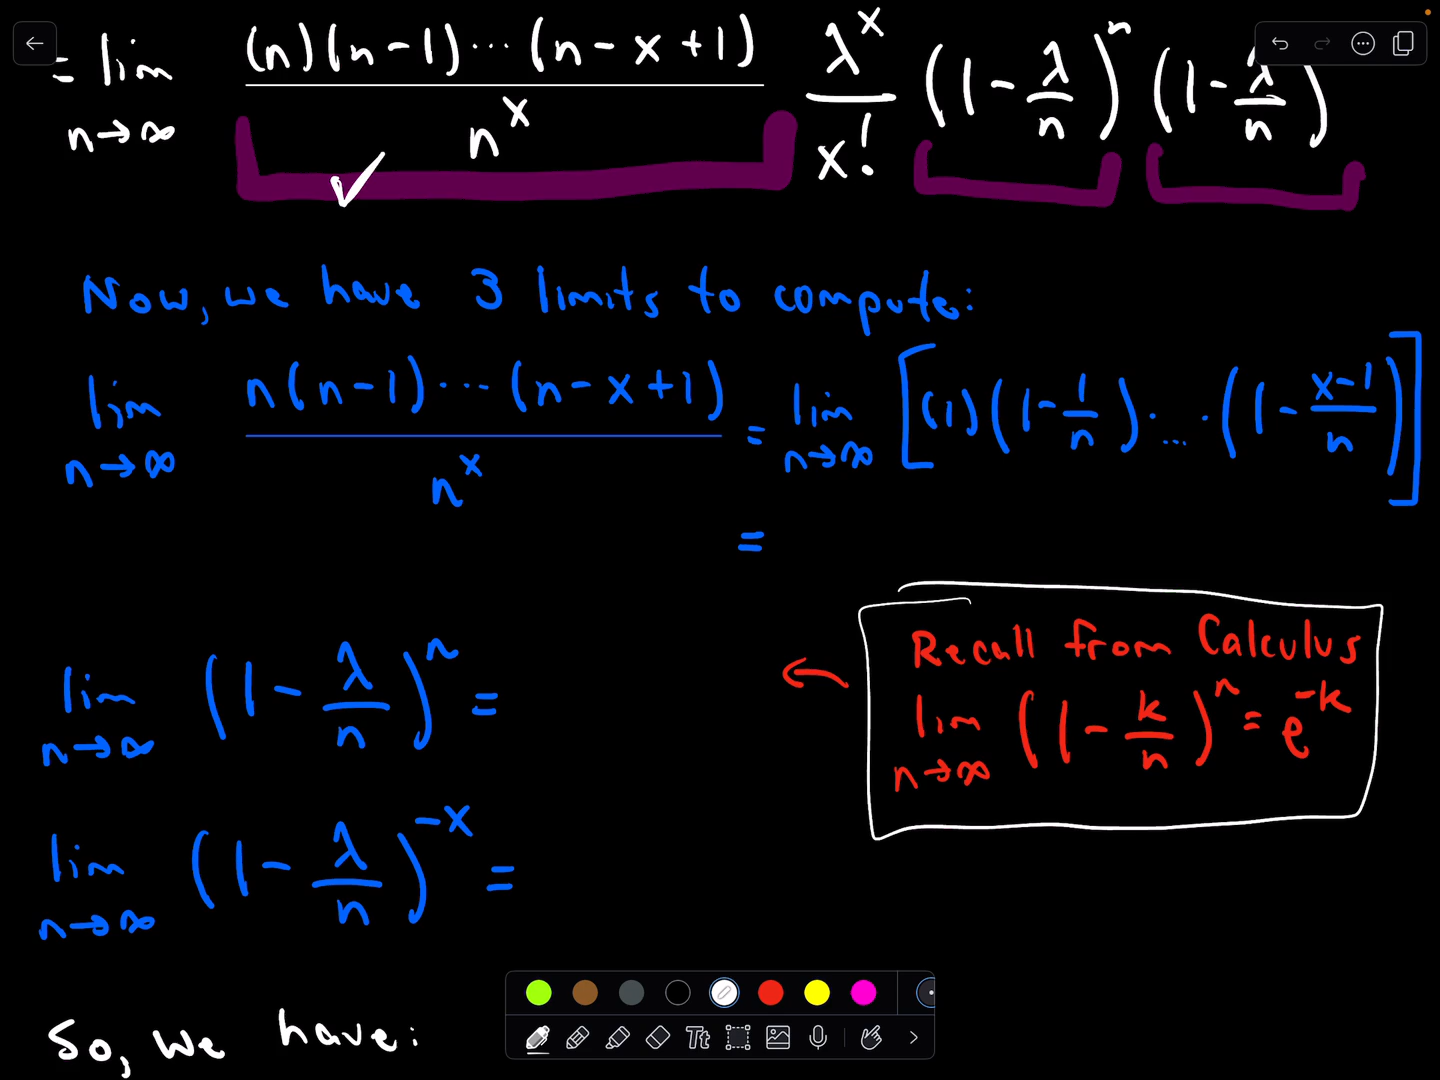 = lim n→∞ (n)(n-1)⋯(n-x+1) / n^x λ^x / x! (1 - λ/n)^n (1 - λ/n)
✓
Now, we have 3 limits to compute:
lim n→∞ n(n-1)⋯(n-x+1) / n^x = lim n→∞ [(1)(1 - 1/n)⋅…⋅(1 - x-1/n)]
=
Recall from Calculus
lim n→∞ (1 - λ/n)^n =
← lim n→∞ (1 - k/n)^n = e^-k
lim n→∞ (1 - λ/n)^-x =
So, we have:
Tt